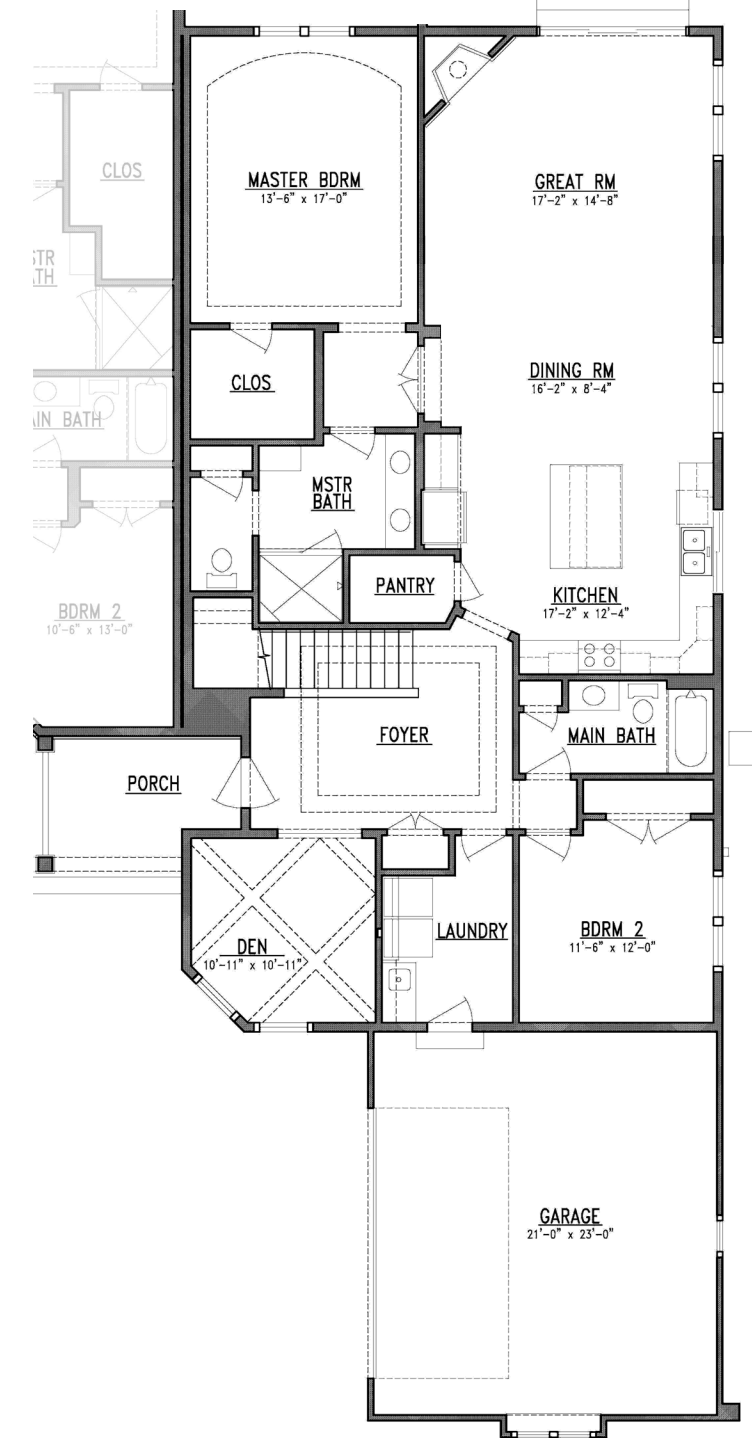 CLOS
MASTER BDRM
13'-6" x 17'-0"
GREAT RM
17'-2" x 14'-8"
STR
TH
CLOS
DINING RM
16'-2" x 8'-4"
AIN BATH
MSTR
BATH
PANTRY
KITCHEN
17'-2" x 12'-4"
BDRM 2
10'-6" x 13'-0"
FOYER
MAIN BATH
PORCH
DEN
10'-11" x 10'-11"
LAUNDRY
BDRM 2
11'-6" x 12'-0"
GARAGE
21'-0" x 23'-0"